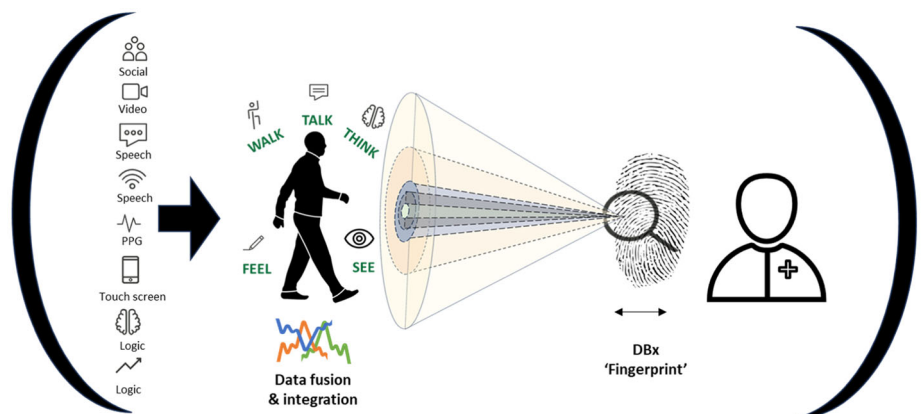 Social
Video
Speech
Speech
PPG
Touch screen
Logic
Logic
WALK
TALK
THINK
FEEL
SEE
Data fusion
& integration
DBx
'Fingerprint'